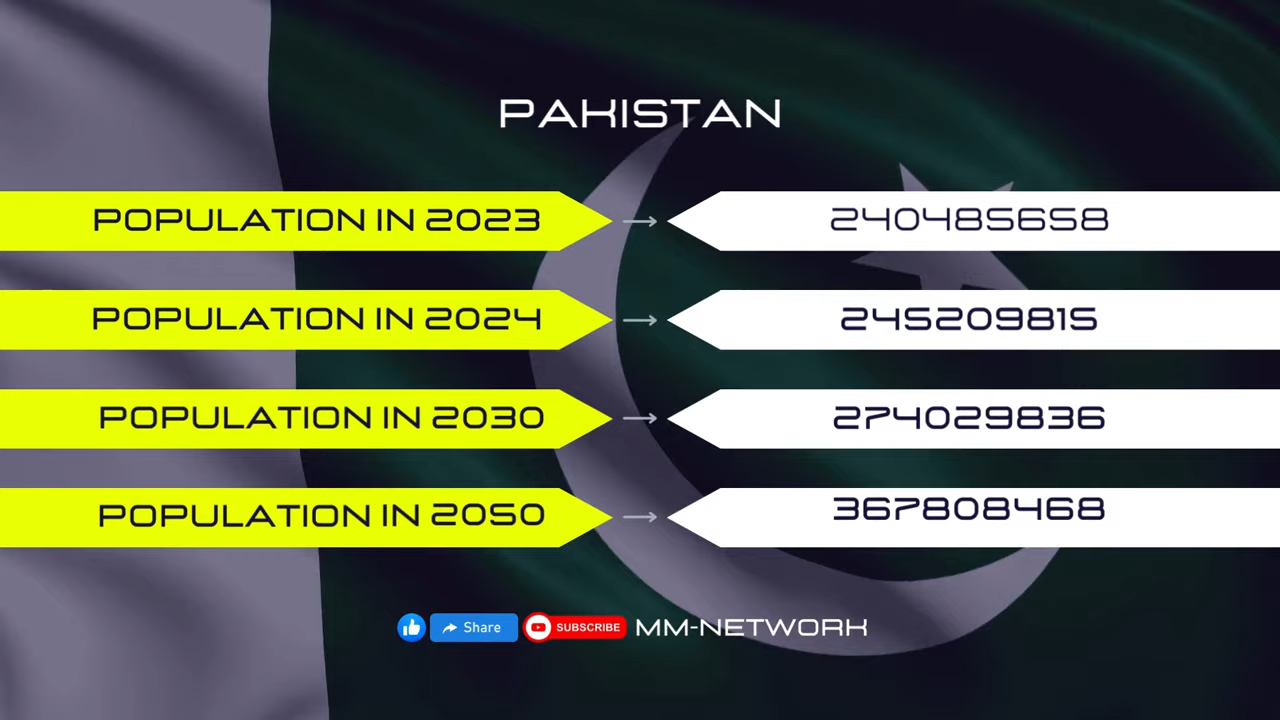 PAKISTAN
POPULATION IN 2023 → 240485658
POPULATION IN 2024 → 245209815
POPULATION IN 2030 → 274029836
POPULATION IN 2050 → 367808468
Share SUBSCRIBE MM-NETWORK